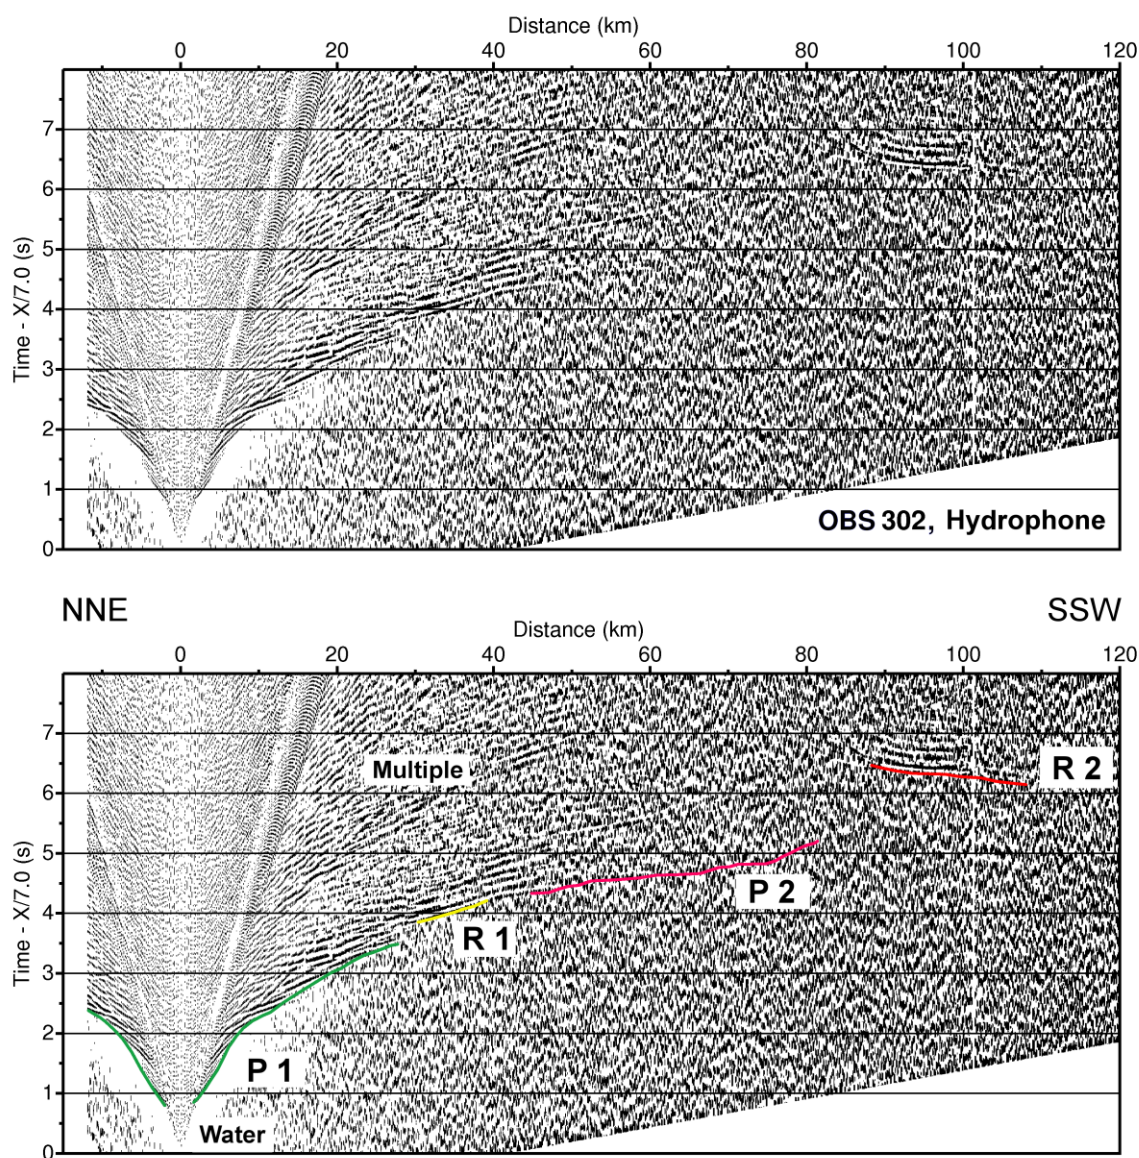 Distance (km)
0 20 40 60 80 100 120
Time - X/7.0 (s)
7
6
5
4
3
2
1
0
OBS 302, Hydrophone
NNE SSW
Distance (km)
0 20 40 60 80 100 120
Time - X/7.0 (s)
7
6
5
4
3
2
1
0
Multiple
R 2
P 2
R 1
P 1
Water